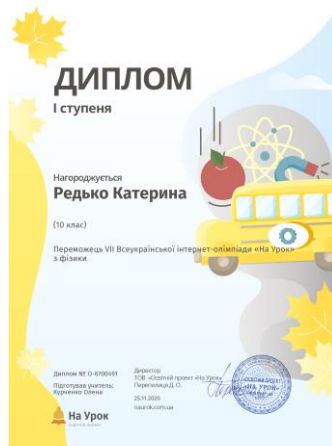 ДИПЛОМ
І ступеня
Нагороджується
Редько Катерина
(10 клас)
Переможець VII Всеукраїнської інтернет-олімпіади «На Урок»
з фізики
Диплом № О-6700491
Підготував учитель:
Курченко Олена
Директор
ТОВ «Освітній проект «На Урок»
Перепелиця Д. О.
25.11.2020
naurok.com.ua
На Урок